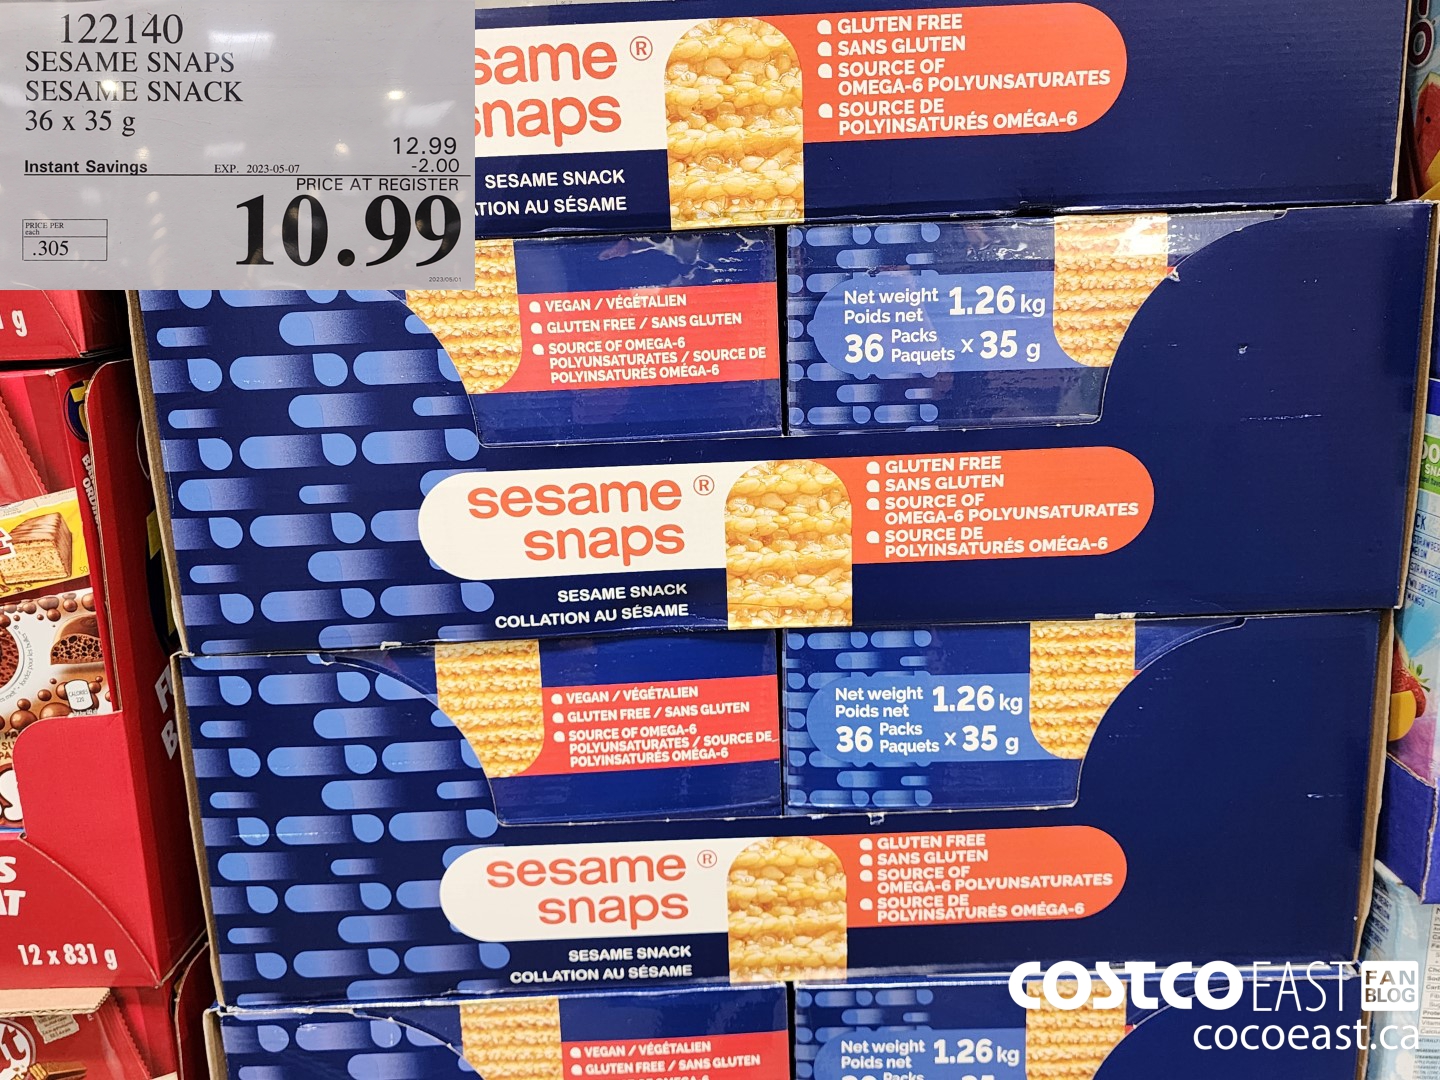 122140
SESAME SNAPS
SESAME SNACK
36 x 35 g
12.99
Instant Savings EXP. 2023-05-07 -2.00
PRICE AT REGISTER
10.99
PRICE PER
each
.305
2023/05/01
same ®
snaps
SESAME SNACK
TION AU SÉSAME
GLUTEN FREE
SANS GLUTEN
SOURCE OF
OMEGA-6 POLYUNSATURATES
SOURCE DE
POLYINSATURÉS OMÉGA-6
VEGAN / VÉGÉTALIEN
GLUTEN FREE / SANS GLUTEN
SOURCE OF OMEGA-6
POLYUNSATURATES / SOURCE DE
POLYINSATURÉS OMÉGA-6
Net weight 1.26 kg
Poids net
36 Packs x 35 g
Paquets
sesame ®
snaps
SESAME SNACK
COLLATION AU SÉSAME
GLUTEN FREE
SANS GLUTEN
SOURCE OF
OMEGA-6 POLYUNSATURATES
SOURCE DE
POLYINSATURÉS OMÉGA-6
VEGAN / VÉGÉTALIEN
GLUTEN FREE / SANS GLUTEN
SOURCE OF OMEGA-6
POLYUNSATURATES / SOURCE DE
POLYINSATURÉS OMÉGA-6
Net weight 1.26 kg
Poids net
36 Packs x 35 g
Paquets
sesame ®
snaps
SESAME SNACK
COLLATION AU SÉSAME
GLUTEN FREE
SANS GLUTEN
SOURCE OF
OMEGA-6 POLYUNSATURATES
SOURCE DE
POLYINSATURÉS OMÉGA-6
VEGAN / VÉGÉTALIEN
GLUTEN FREE / SANS GLUTEN
Net weight 1.26 kg
Poids net
Packs
12 x 831 g
COSTCO EAST FAN
BLOG
cocoeast.ca